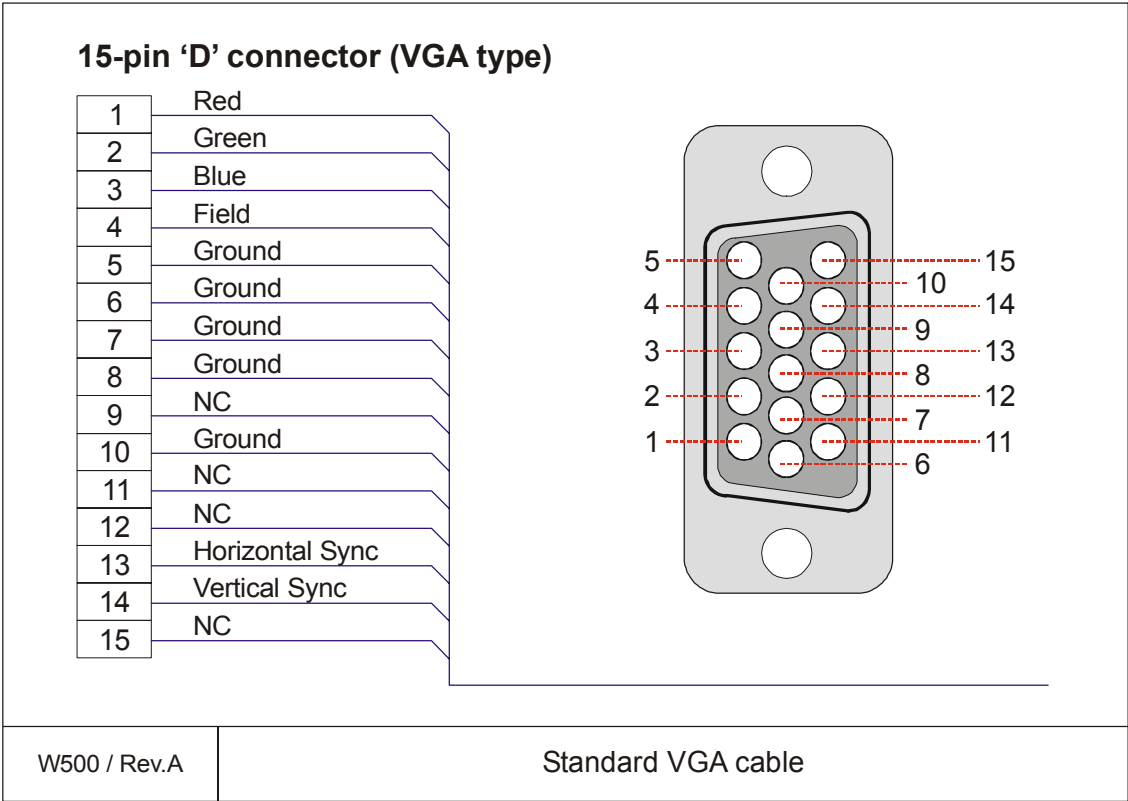 15-pin ‘D’ connector (VGA type)
1 Red
2 Green
3 Blue
4 Field
5 Ground
6 Ground
7 Ground
8 Ground
9 NC
10 Ground
11 NC
12 NC
13 Horizontal Sync
14 Vertical Sync
15 NC
5 15
10
4 14
9
3 13
8
2 12
7
1 11
6
W500 / Rev.A
Standard VGA cable